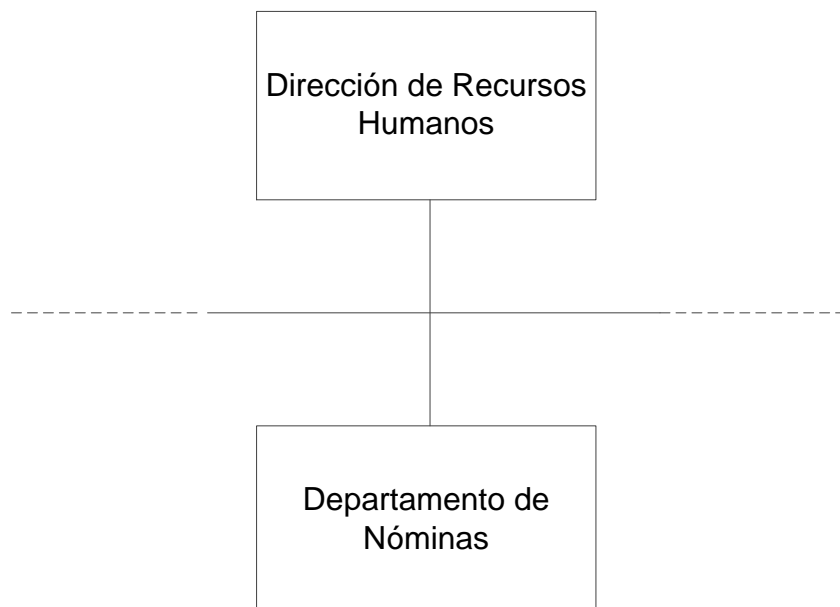 Dirección de Recursos
Humanos
Departamento de
Nóminas